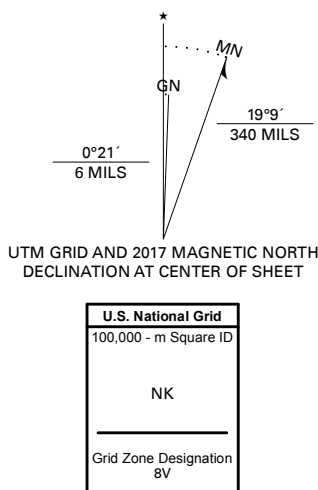 ★
MN
GN
0°21´
6 MILS
19°9´
340 MILS
UTM GRID AND 2017 MAGNETIC NORTH
DECLINATION AT CENTER OF SHEET
U.S. National Grid
100,000 - m Square ID
NK
Grid Zone Designation
8V